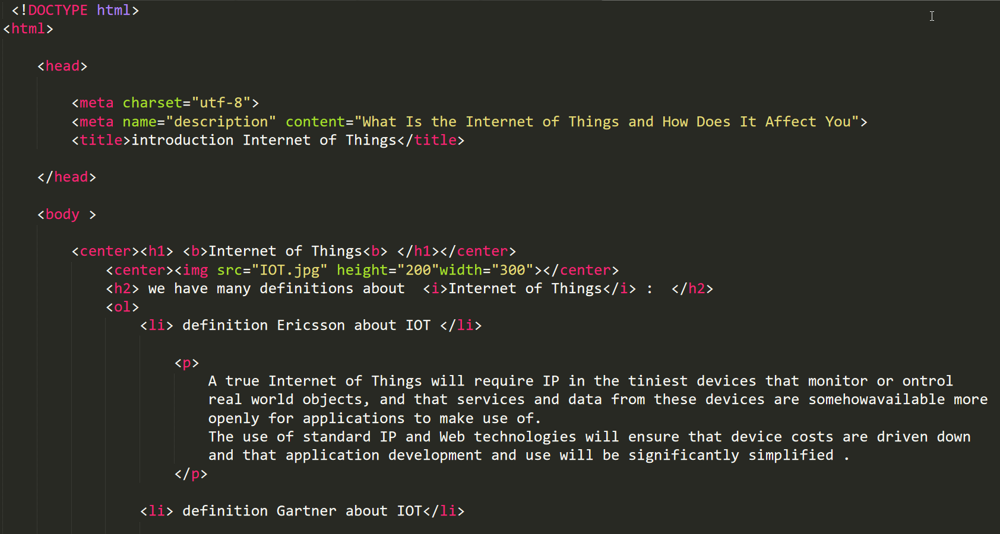 <!DOCTYPE html>
<html>
<head>
<meta charset="utf-8">
<meta name="description" content="What Is the Internet of Things and How Does It Affect You">
<title>introduction Internet of Things</title>
</head>
<body >
<center><h1> <b>Internet of Things<b> </h1></center>
<center><img src="IOT.jpg" height="200"width="300"></center>
<h2> we have many definitions about  <i>Internet of Things</i> :  </h2>
<ol>
<li> definition Ericsson about IOT </li>
<p>
A true Internet of Things will require IP in the tiniest devices that monitor or ontrol
real world objects, and that services and data from these devices are somehowavailable more
openly for applications to make use of.
The use of standard IP and Web technologies will ensure that device costs are driven down
and that application development and use will be significantly simplified .
</p>
<li> definition Gartner about IOT</li>